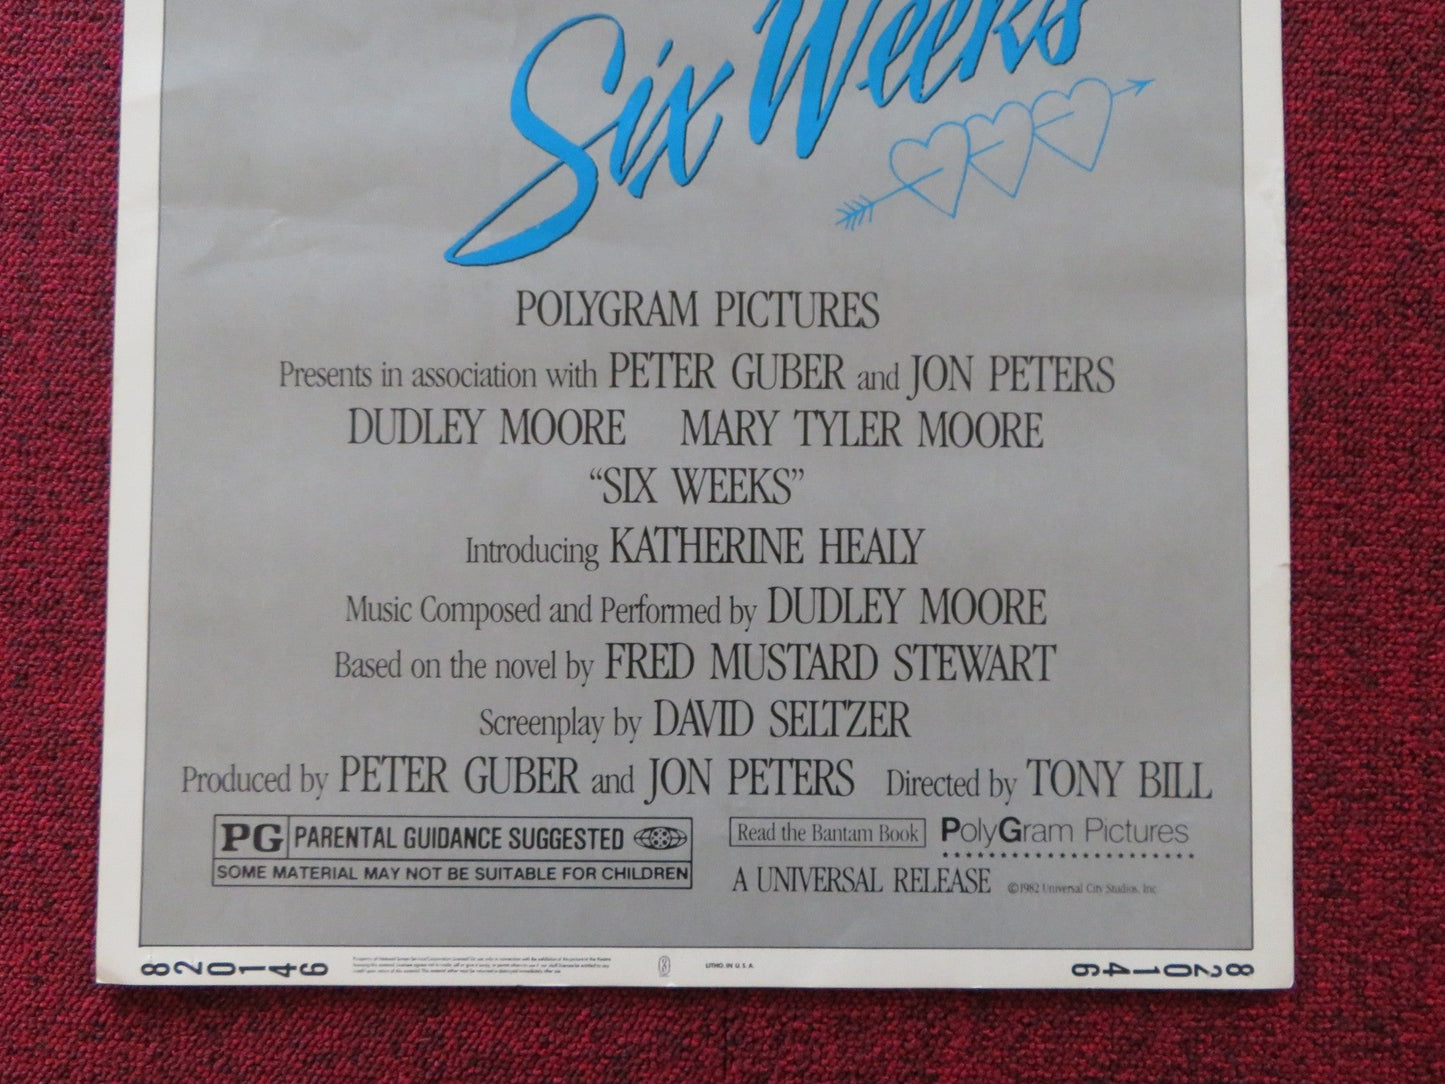 Six Weeks
POLYGRAM PICTURES
Presents in association with PETER GUBER and JON PETERS
DUDLEY MOORE MARY TYLER MOORE
“SIX WEEKS”
Introducing KATHERINE HEALY
Music Composed and Performed by DUDLEY MOORE
Based on the novel by FRED MUSTARD STEWART
Screenplay by DAVID SELTZER
Produced by PETER GUBER and JON PETERS Directed by TONY BILL
PG PARENTAL GUIDANCE SUGGESTED
SOME MATERIAL MAY NOT BE SUITABLE FOR CHILDREN
Read the Bantam Book PolyGram Pictures
A UNIVERSAL RELEASE ©1982 Universal City Studios, Inc.
820146 LITHO. IN U.S.A. 820146